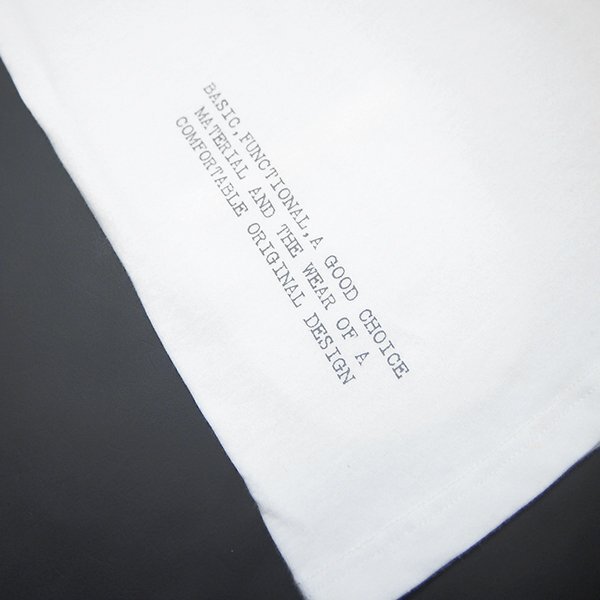 BASIC,FUNCTIONAL,A GOOD CHOICE
MATERIAL AND THE WEAR OF A
COMFORTABLE ORIGINAL DESIGN